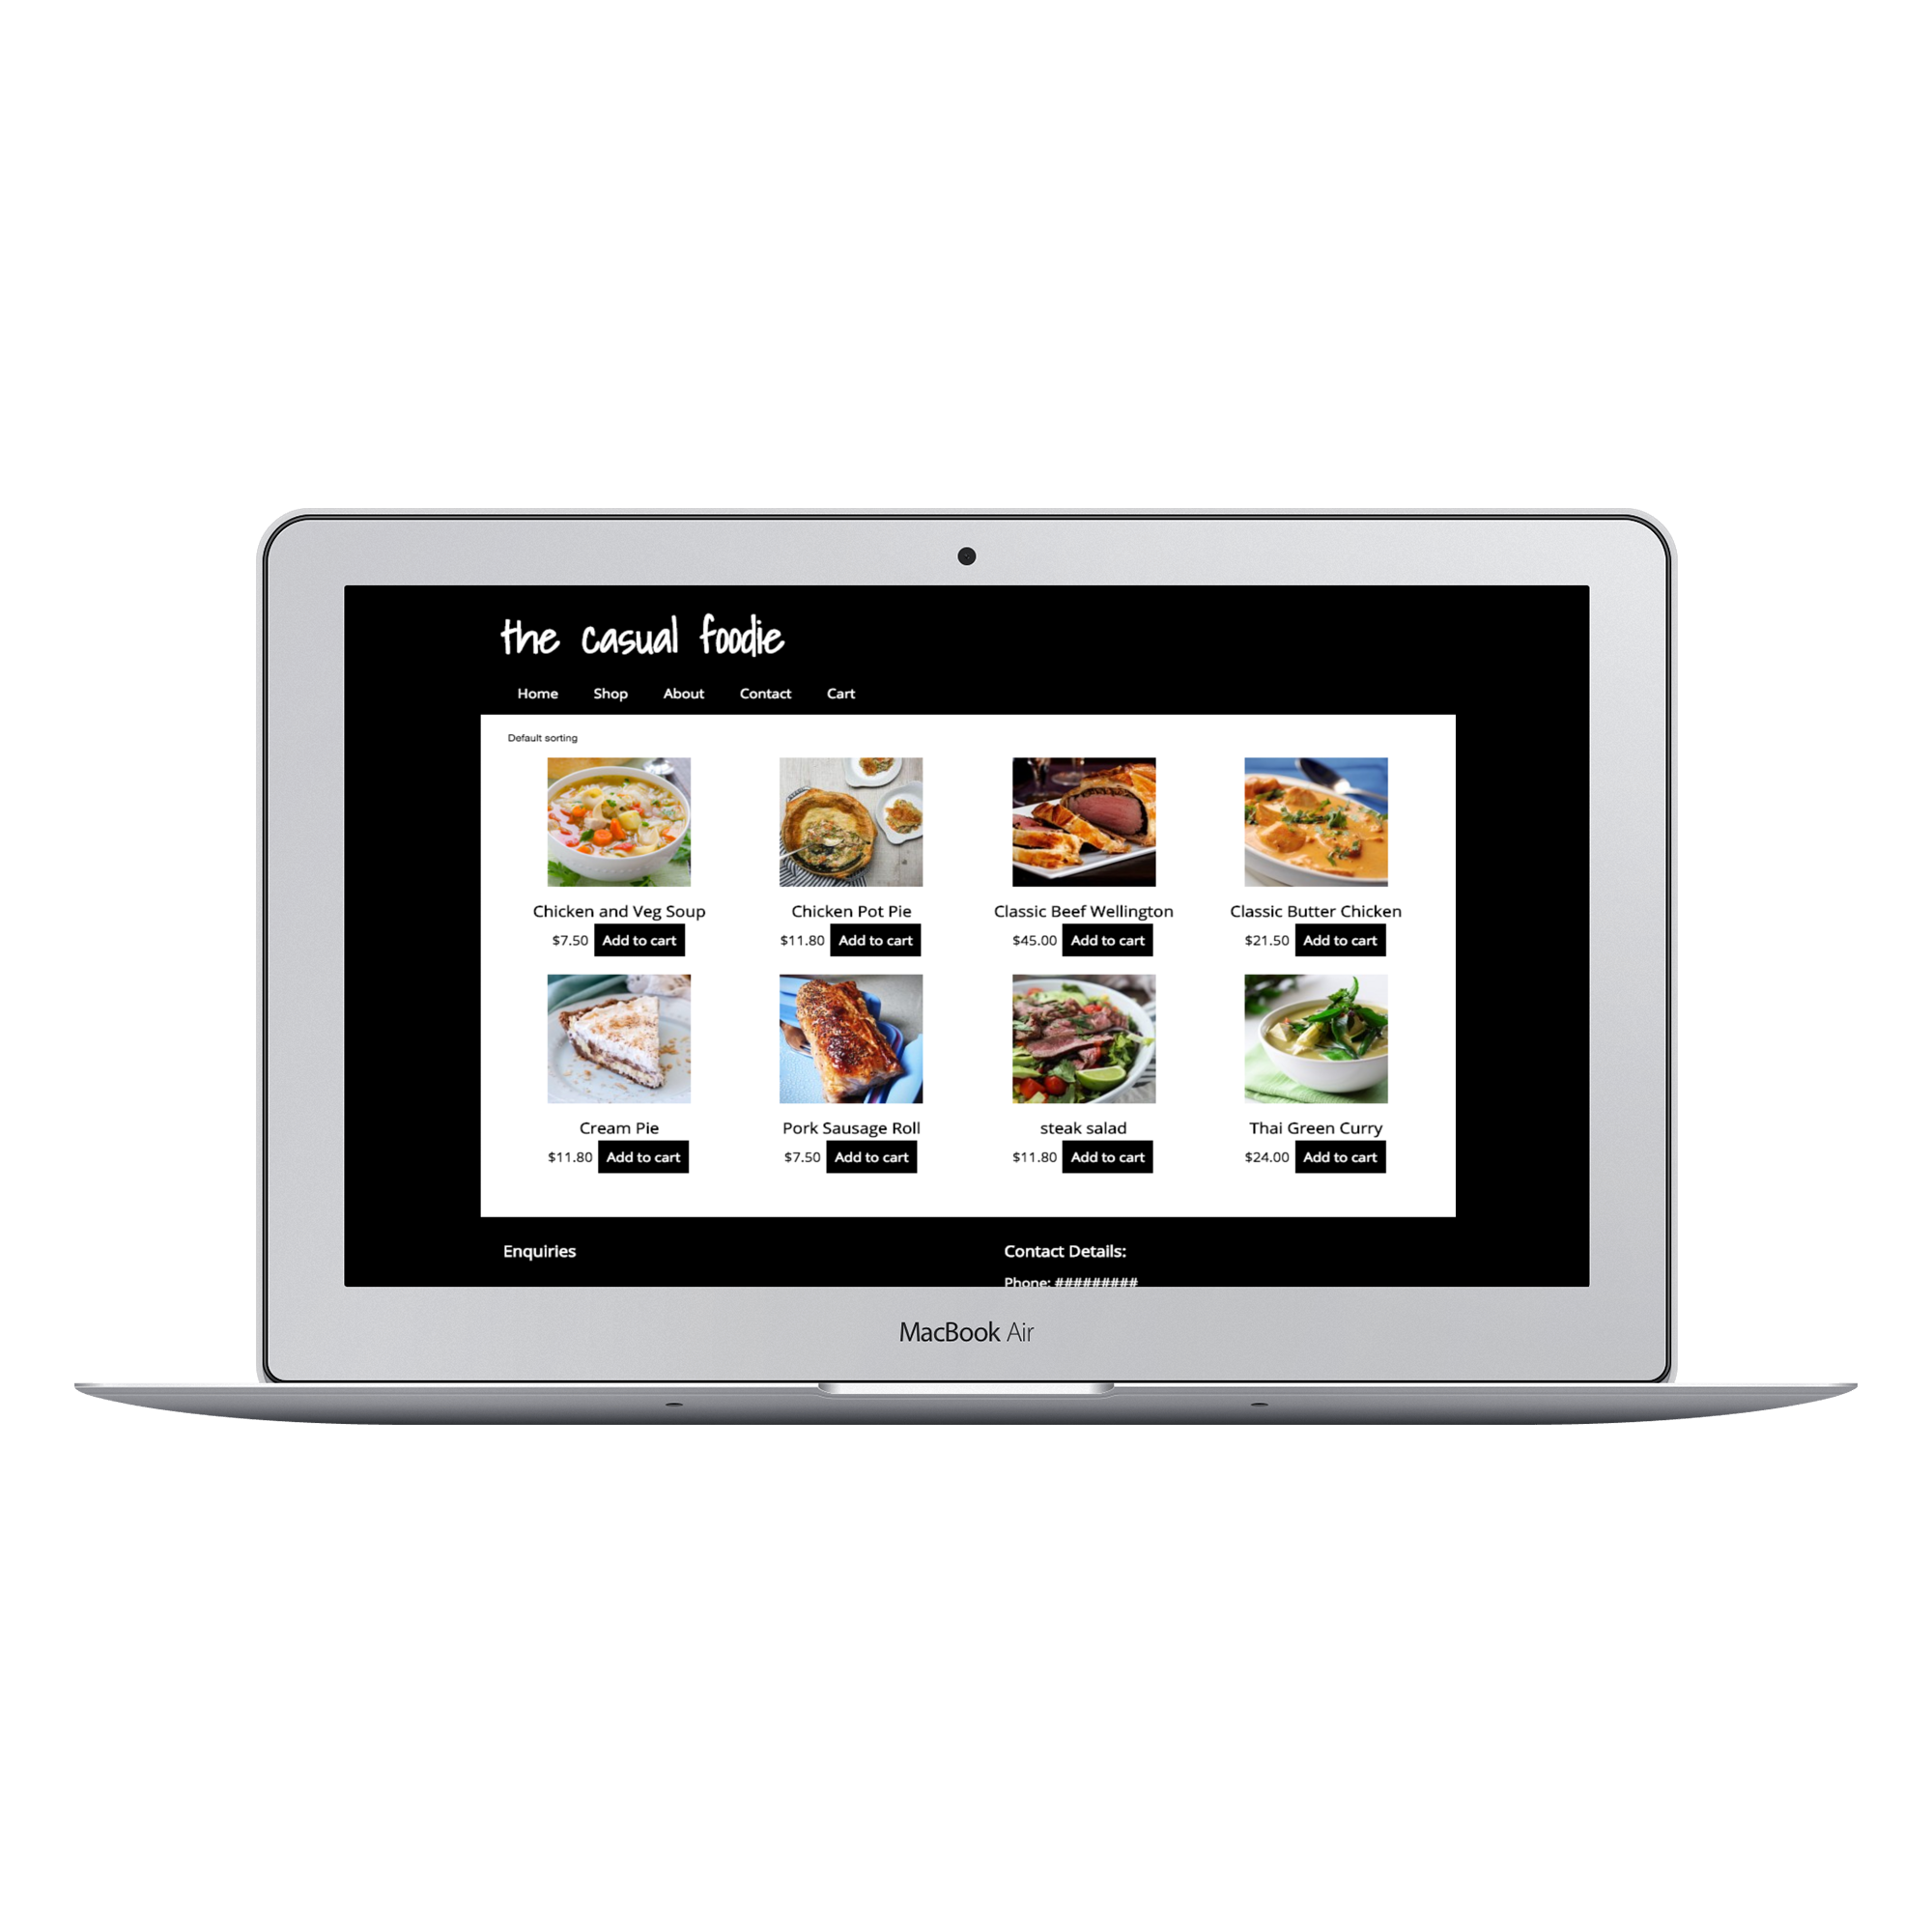 the casual foodie
Home Shop About Contact Cart
Default sorting
Chicken and Veg Soup
$7.50 Add to cart
Chicken Pot Pie
$11.80 Add to cart
Classic Beef Wellington
$45.00 Add to cart
Classic Butter Chicken
$21.50 Add to cart
Cream Pie
$11.80 Add to cart
Pork Sausage Roll
$7.50 Add to cart
steak salad
$11.80 Add to cart
Thai Green Curry
$24.00 Add to cart
Enquiries
Contact Details:
Phone: #########
MacBook Air